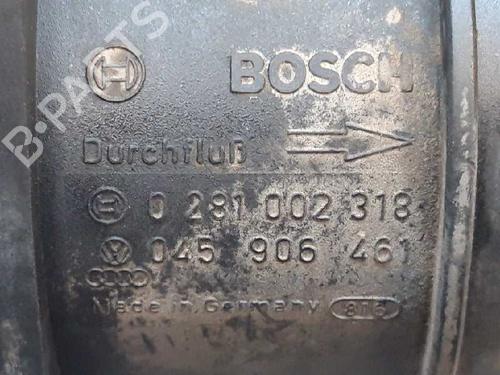 B-PARTS
BOSCH
Durchfluß
0 281 002 318
045 906 461
Made in Germany